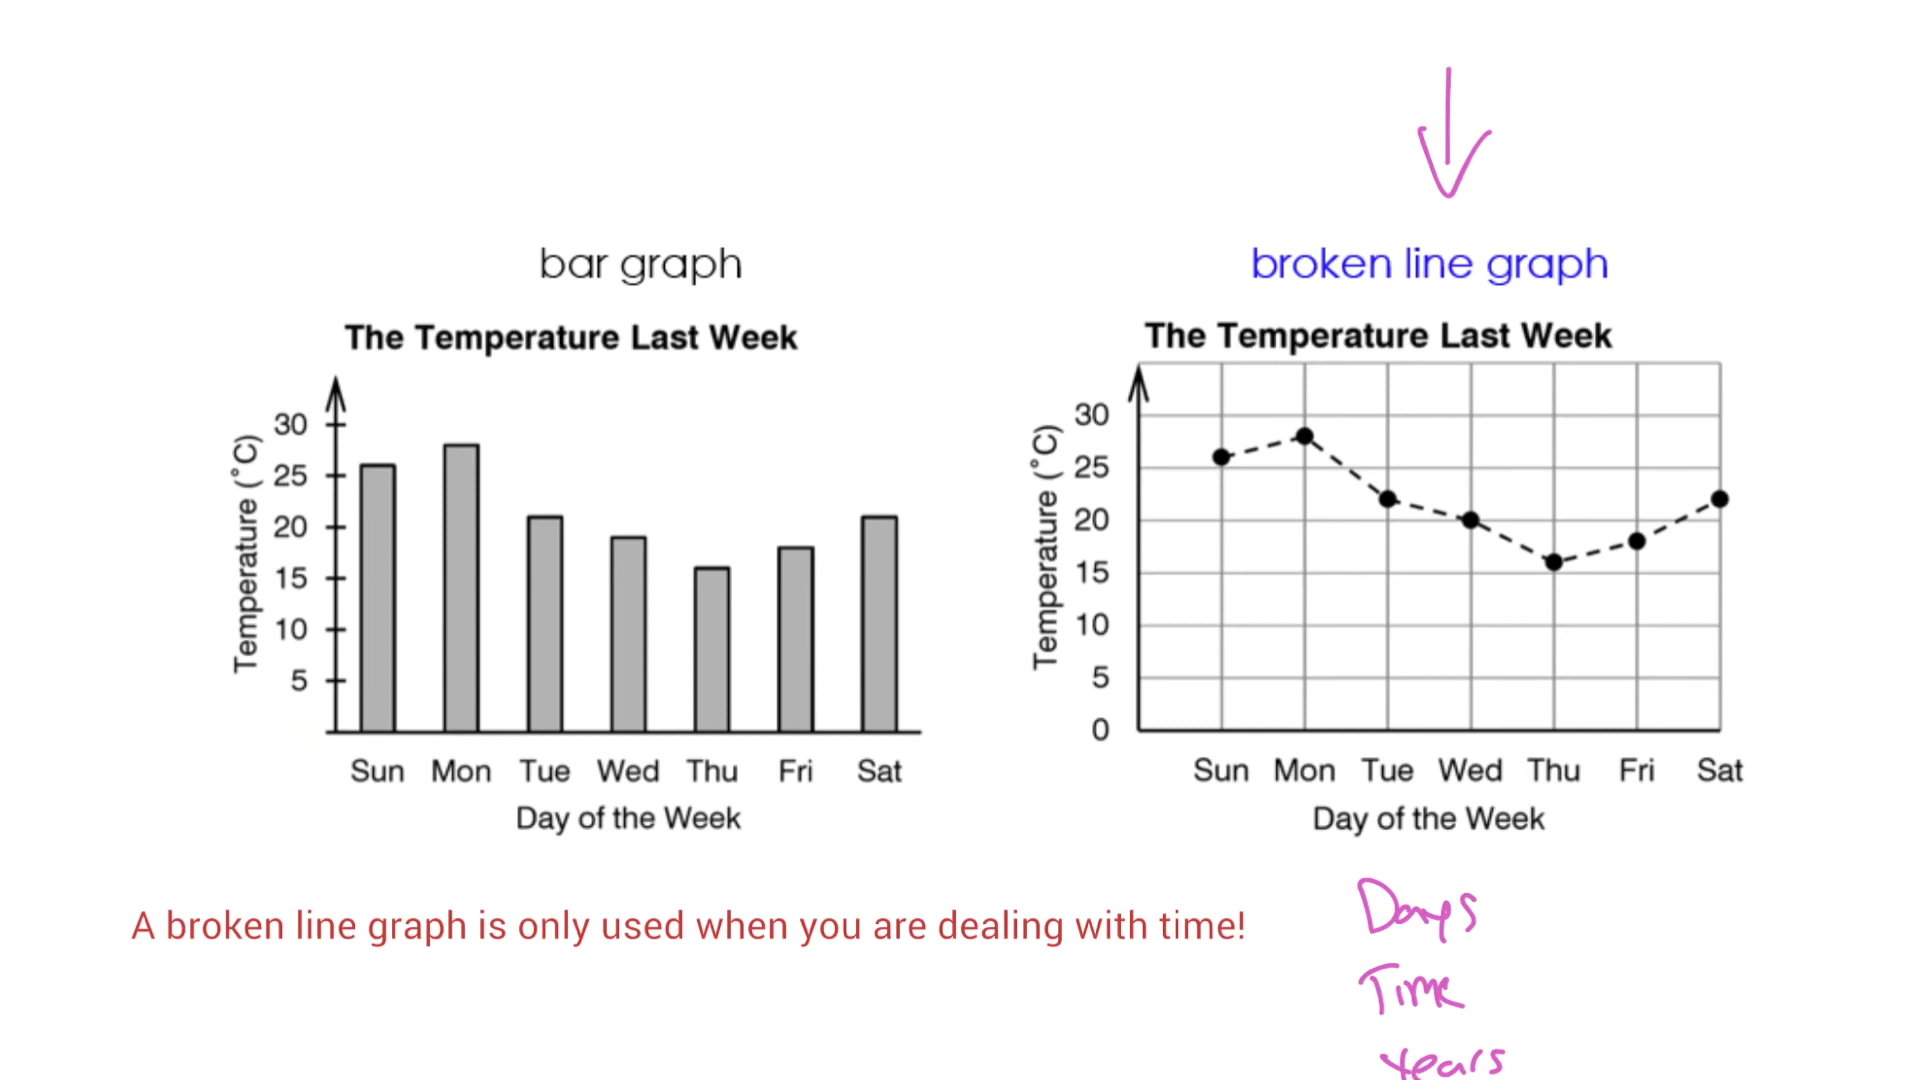 bar graph
The Temperature Last Week
Temperature (°C)
30
25
20
15
10
5
Sun Mon Tue Wed Thu Fri Sat
Day of the Week
broken line graph
The Temperature Last Week
Temperature (°C)
30
25
20
15
10
5
0
Sun Mon Tue Wed Thu Fri Sat
Day of the Week
A broken line graph is only used when you are dealing with time!
Days
Time
years